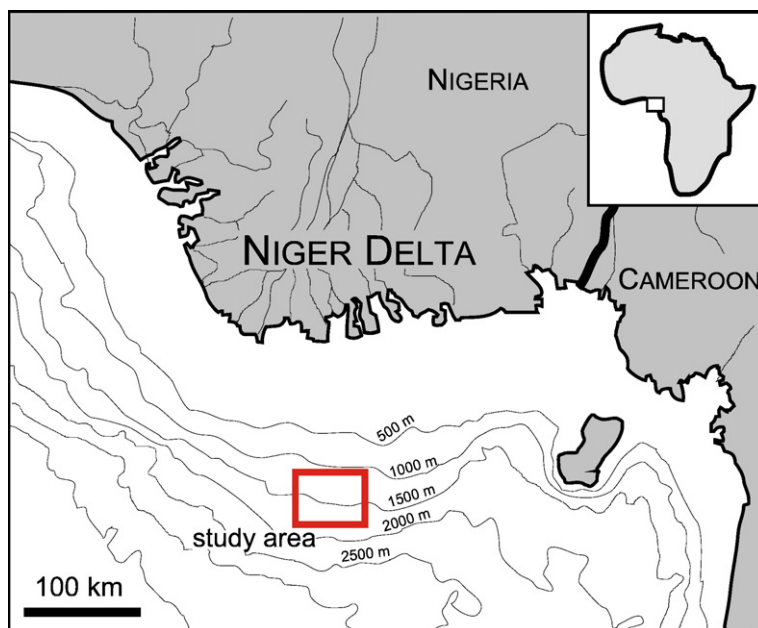 NIGERIA
NIGER DELTA
CAMEROON
500 m
1000 m
1500 m
2000 m
study area
2500 m
100 km